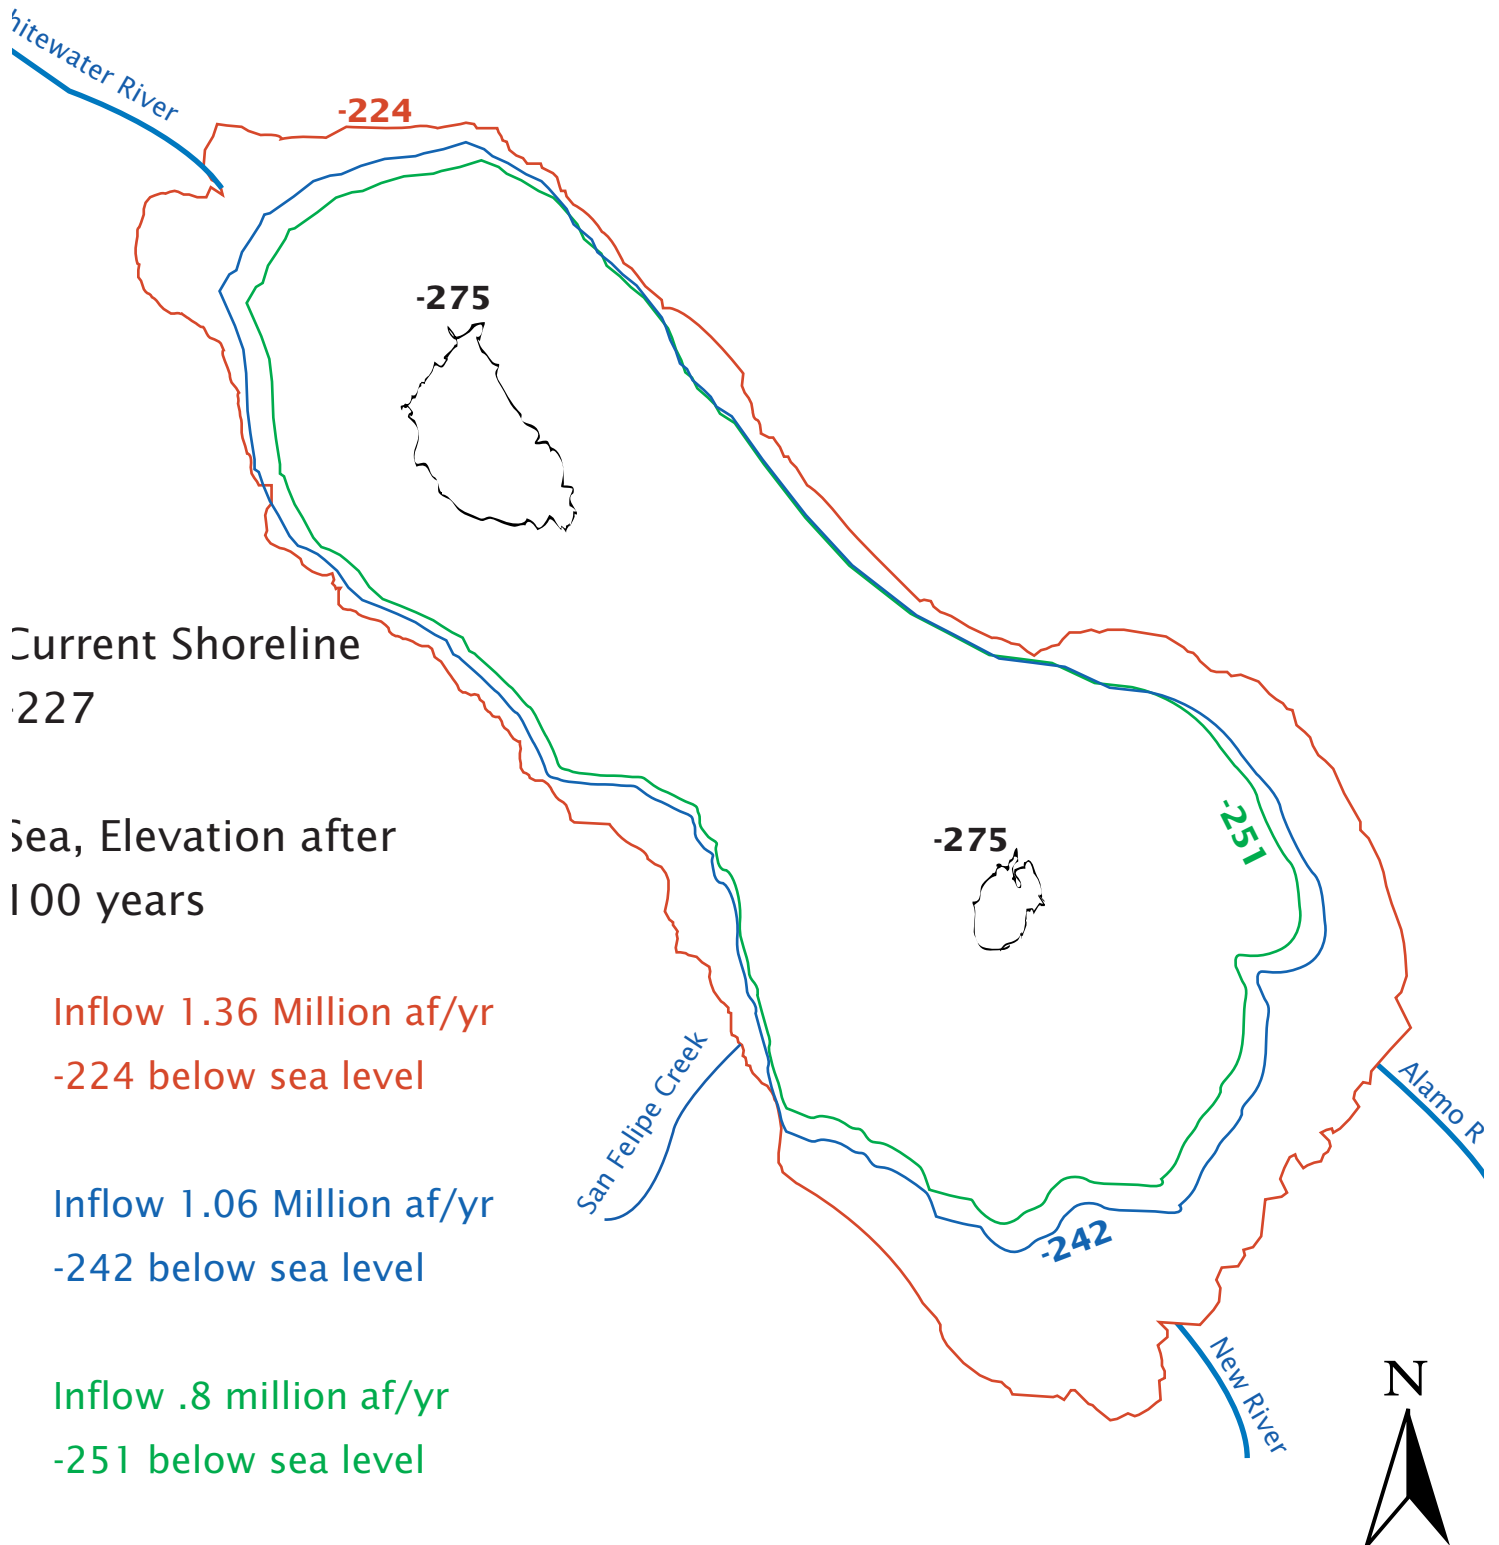 hitewater River
-224
-275
Current Shoreline
-227
Sea, Elevation after
100 years
-275
-251
Inflow 1.36 Million af/yr
-224 below sea level
San Felipe Creek
Alamo R
Inflow 1.06 Million af/yr
-242 below sea level
-242
New River
N
Inflow .8 million af/yr
-251 below sea level